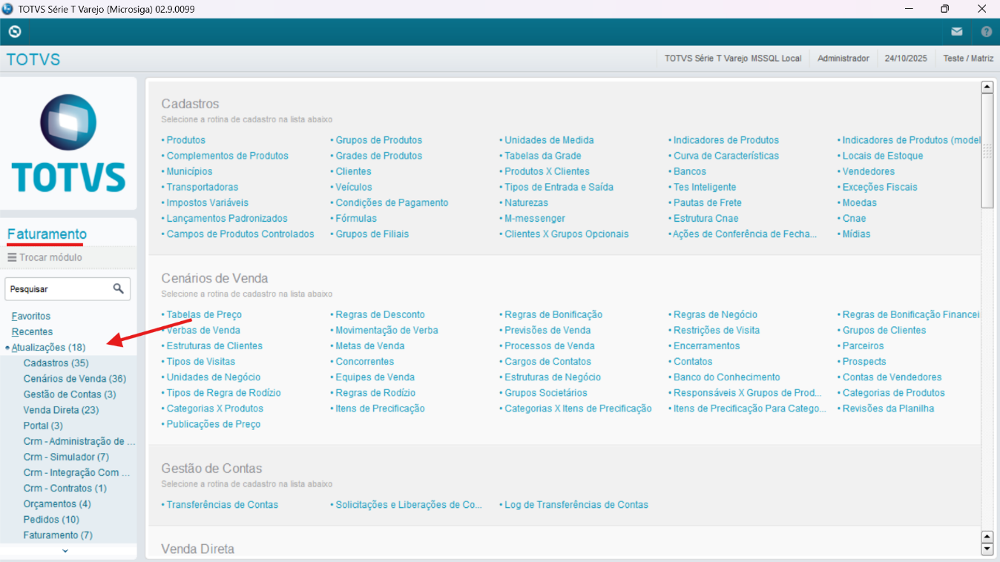 TOTVS Série T Varejo (Microsiga) 02.9.0099
TOTVS
TOTVS Série T Varejo MSSQL Local Administrador 24/10/2025 Teste / Matriz
TOTVS
Faturamento
Trocar módulo
Pesquisar
Favoritos
Recentes
Atualizações (18)
Cadastros (35)
Cenários de Venda (36)
Gestão de Contas (3)
Venda Direta (23)
Portal (3)
Crm - Administração de ...
Crm - Simulador (7)
Crm - Integração Com ...
Crm - Contratos (1)
Orçamentos (4)
Pedidos (10)
Faturamento (7)
Cadastros
Selecione a rotina de cadastro na lista abaixo
• Produtos • Grupos de Produtos • Unidades de Medida • Indicadores de Produtos • Indicadores de Produtos (model
• Complementos de Produtos • Grades de Produtos • Tabelas da Grade • Curva de Características • Locais de Estoque
• Municípios • Clientes • Produtos X Clientes • Bancos • Vendedores
• Transportadoras • Veículos • Tipos de Entrada e Saída • Tes Inteligente • Exceções Fiscais
• Impostos Variáveis • Condições de Pagamento • Naturezas • Pautas de Frete • Moedas
• Lançamentos Padronizados • Fórmulas • M-messenger • Estrutura Cnae • Cnae
• Campos de Produtos Controlados • Grupos de Filiais • Clientes X Grupos Opcionais • Ações de Conferência de Fecha... • Mídias
Cenários de Venda
Selecione a rotina de cadastro na lista abaixo
• Tabelas de Preço • Regras de Desconto • Regras de Bonificação • Regras de Negócio • Regras de Bonificação Financei
• Verbas de Venda • Movimentação de Verba • Previsões de Venda • Restrições de Visita • Grupos de Clientes
• Estruturas de Clientes • Metas de Venda • Processos de Venda • Encerramentos • Parceiros
• Tipos de Visitas • Concorrentes • Cargos de Contatos • Contatos • Prospects
• Unidades de Negócio • Equipes de Venda • Estruturas de Negócio • Banco do Conhecimento • Contas de Vendedores
• Tipos de Regra de Rodízio • Regras de Rodízio • Grupos Societários • Responsáveis X Grupos de Prod... • Categorias de Produtos
• Categorias X Produtos • Itens de Precificação • Categorias X Itens de Precificação • Itens de Precificação Para Catego... • Revisões da Planilha
• Publicações de Preço
Gestão de Contas
Selecione a rotina de cadastro na lista abaixo
• Transferências de Contas • Solicitações e Liberações de Co... • Log de Transferências de Contas
Venda Direta